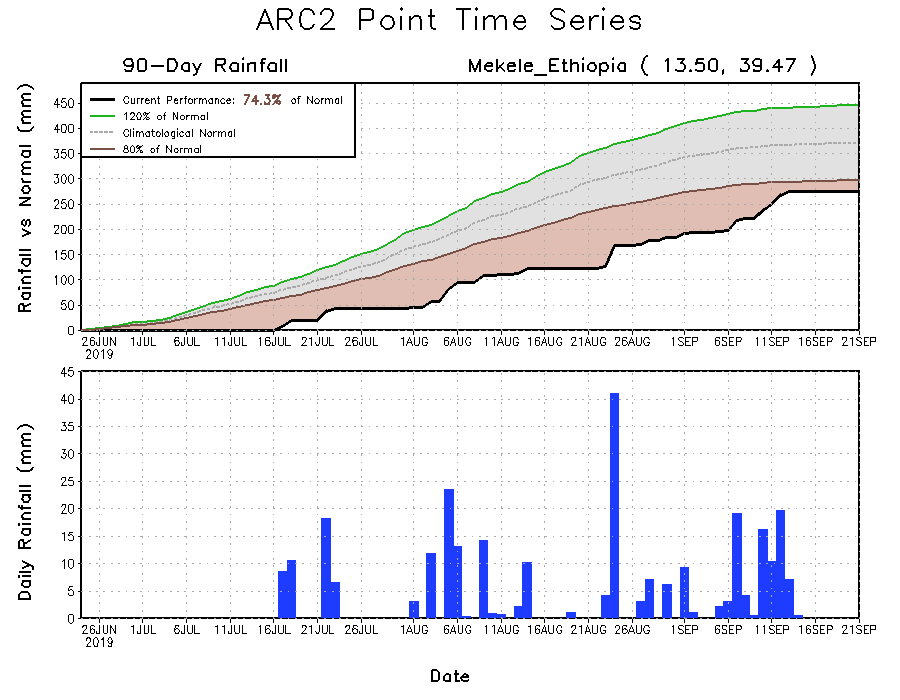 ARC2 Point Time Series
90-Day Rainfall
Mekele_Ethiopia ( 13.50, 39.47 )
Rainfall vs Normal (mm)
450
400
350
300
250
200
150
100
50
0
Current Performance: 74.3% of Normal
120% of Normal
Climatological Normal
80% of Normal
26JUN 1JUL 6JUL 11JUL 16JUL 21JUL 26JUL 1AUG 6AUG 11AUG 16AUG 21AUG 26AUG 1SEP 6SEP 11SEP 16SEP 21SEP
2019
Daily Rainfall (mm)
45
40
35
30
25
20
15
10
5
0
26JUN 1JUL 6JUL 11JUL 16JUL 21JUL 26JUL 1AUG 6AUG 11AUG 16AUG 21AUG 26AUG 1SEP 6SEP 11SEP 16SEP 21SEP
2019
Date